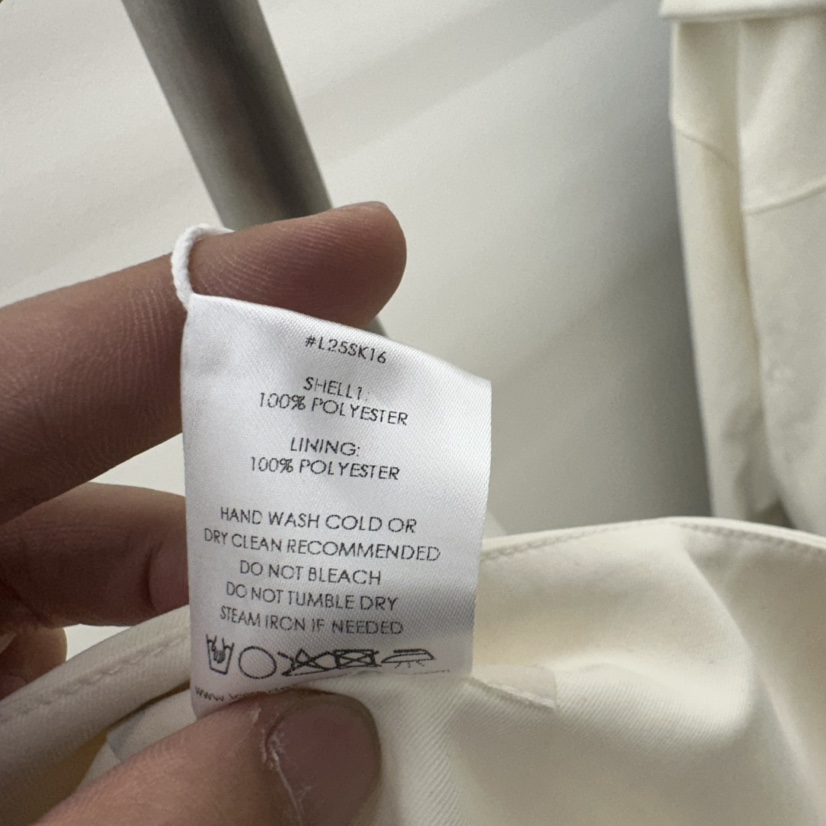 #L25SK16
SHELL1:
100% POLYESTER
LINING:
100% POLYESTER
HAND WASH COLD OR
DRY CLEAN RECOMMENDED
DO NOT BLEACH
DO NOT TUMBLE DRY
STEAM IRON IF NEEDED